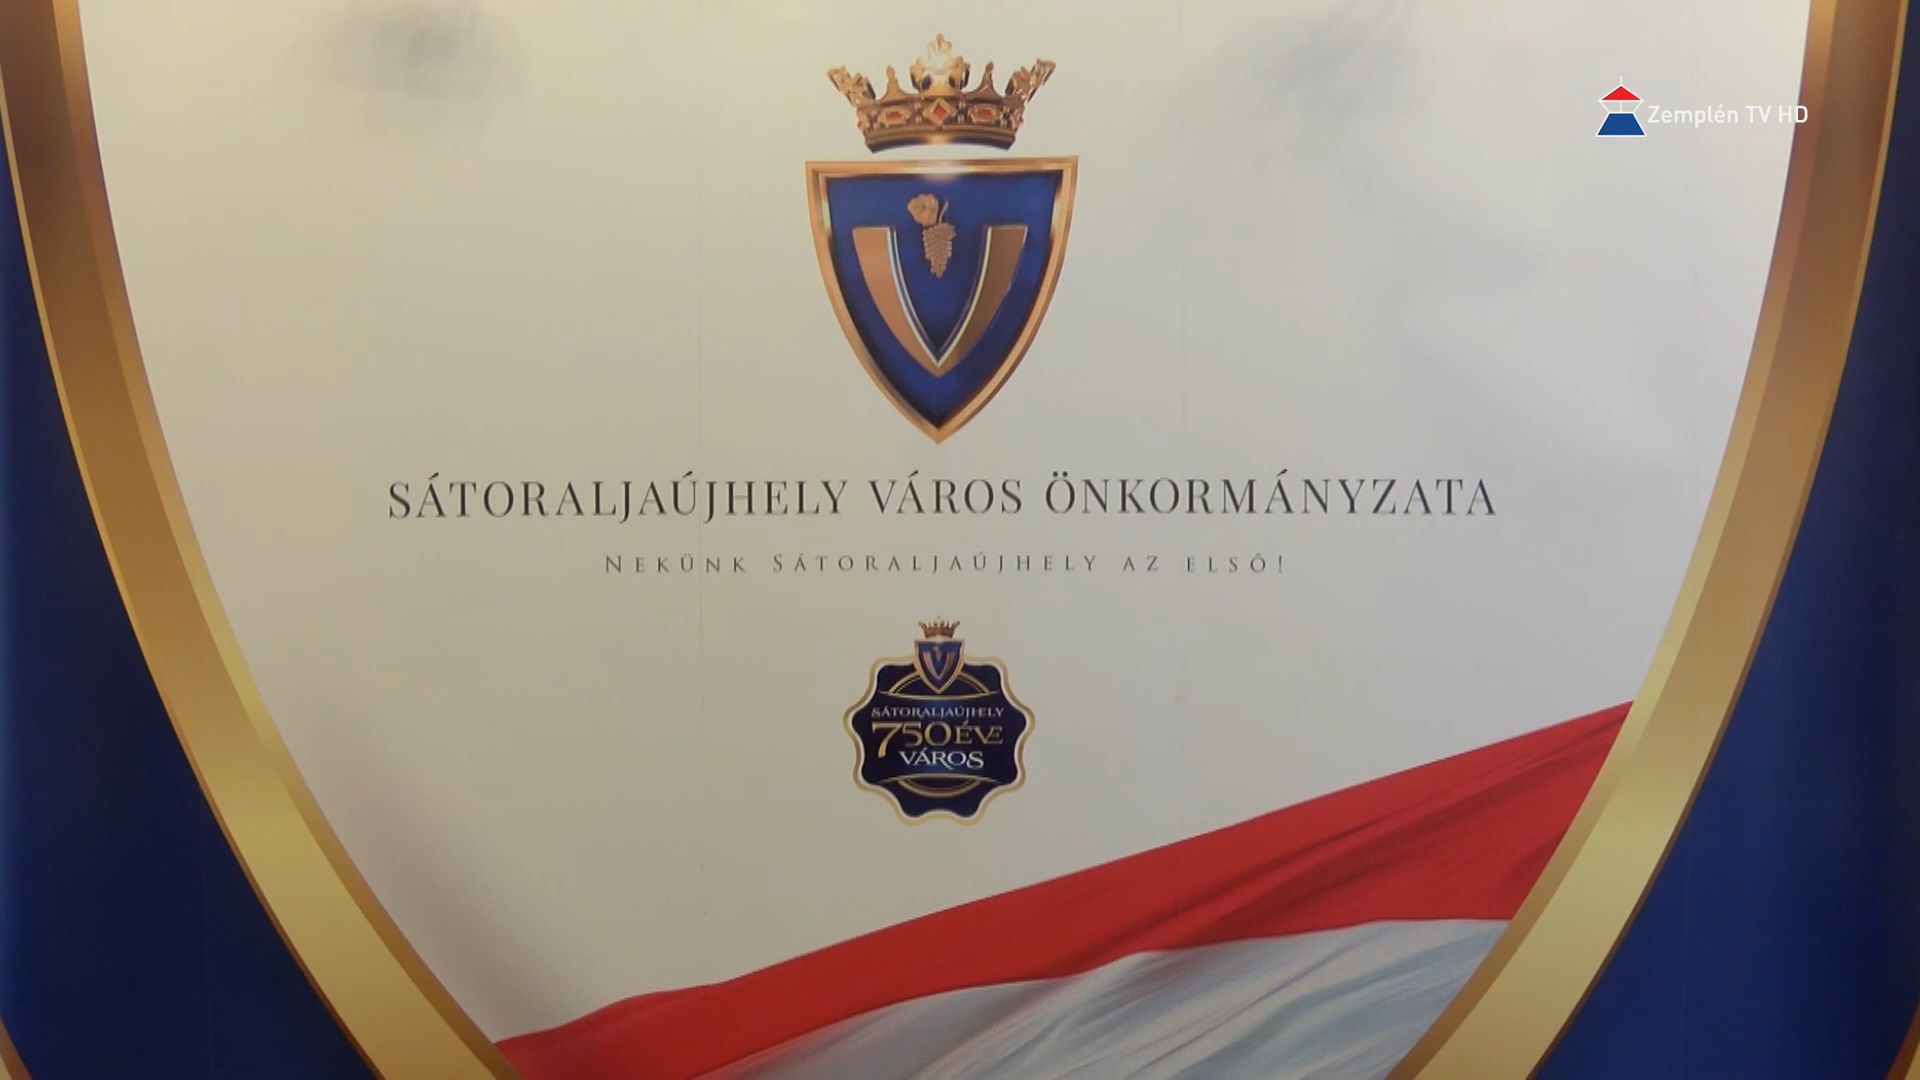 Zemplén TV HD
SÁTORALJAÚJHELY VÁROS ÖNKORMÁNYZATA
NEKÜNK SÁTORALJAÚJHELY AZ ELSŐ!
SÁTORALJAÚJHELY
750 ÉVE
VÁROS